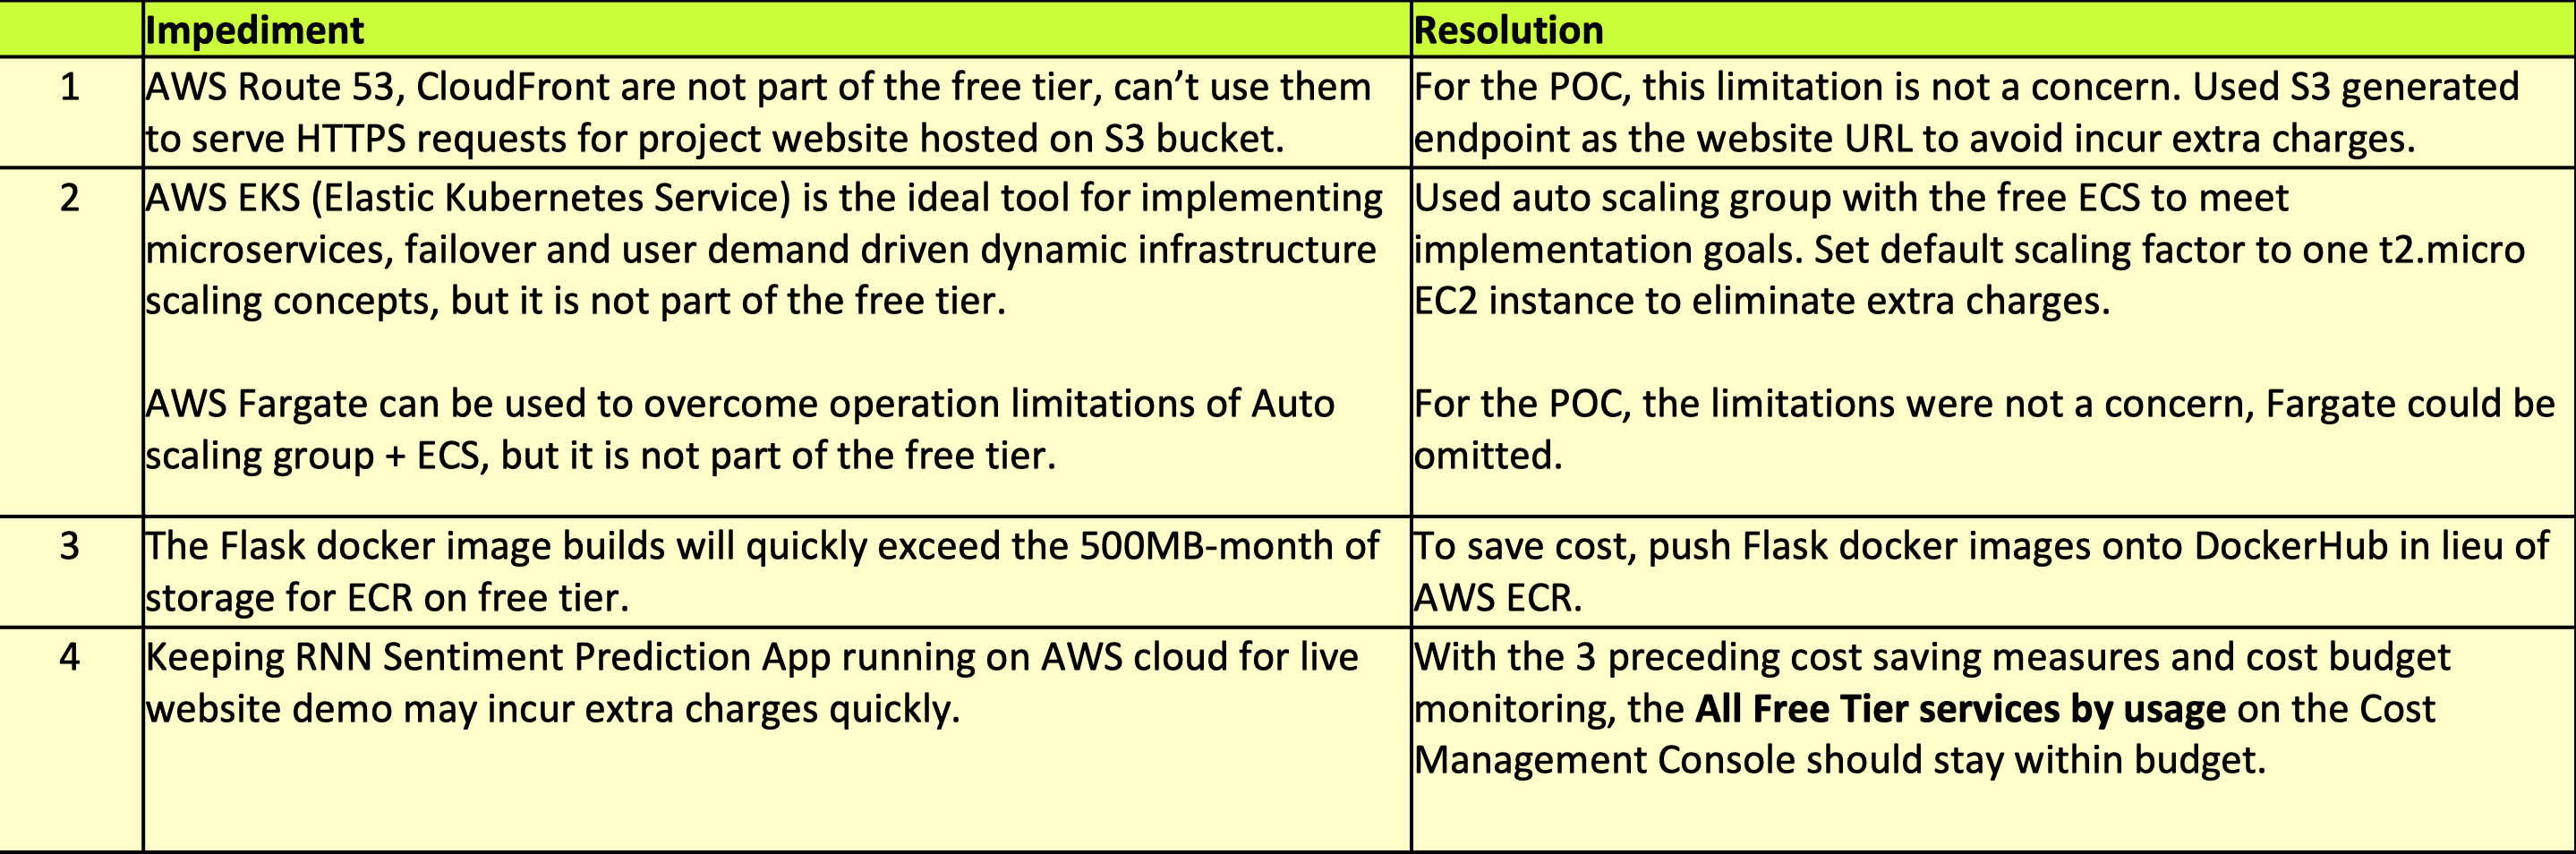 Impediment
Resolution
1
AWS Route 53, CloudFront are not part of the free tier, can’t use them
to serve HTTPS requests for project website hosted on S3 bucket.
For the POC, this limitation is not a concern. Used S3 generated
endpoint as the website URL to avoid incur extra charges.
2
AWS EKS (Elastic Kubernetes Service) is the ideal tool for implementing
microservices, failover and user demand driven dynamic infrastructure
scaling concepts, but it is not part of the free tier.
AWS Fargate can be used to overcome operation limitations of Auto
scaling group + ECS, but it is not part of the free tier.
Used auto scaling group with the free ECS to meet
implementation goals. Set default scaling factor to one t2.micro
EC2 instance to eliminate extra charges.
For the POC, the limitations were not a concern, Fargate could be
omitted.
3
The Flask docker image builds will quickly exceed the 500MB-month of
storage for ECR on free tier.
To save cost, push Flask docker images onto DockerHub in lieu of
AWS ECR.
4
Keeping RNN Sentiment Prediction App running on AWS cloud for live
website demo may incur extra charges quickly.
With the 3 preceding cost saving measures and cost budget
monitoring, the All Free Tier services by usage on the Cost
Management Console should stay within budget.